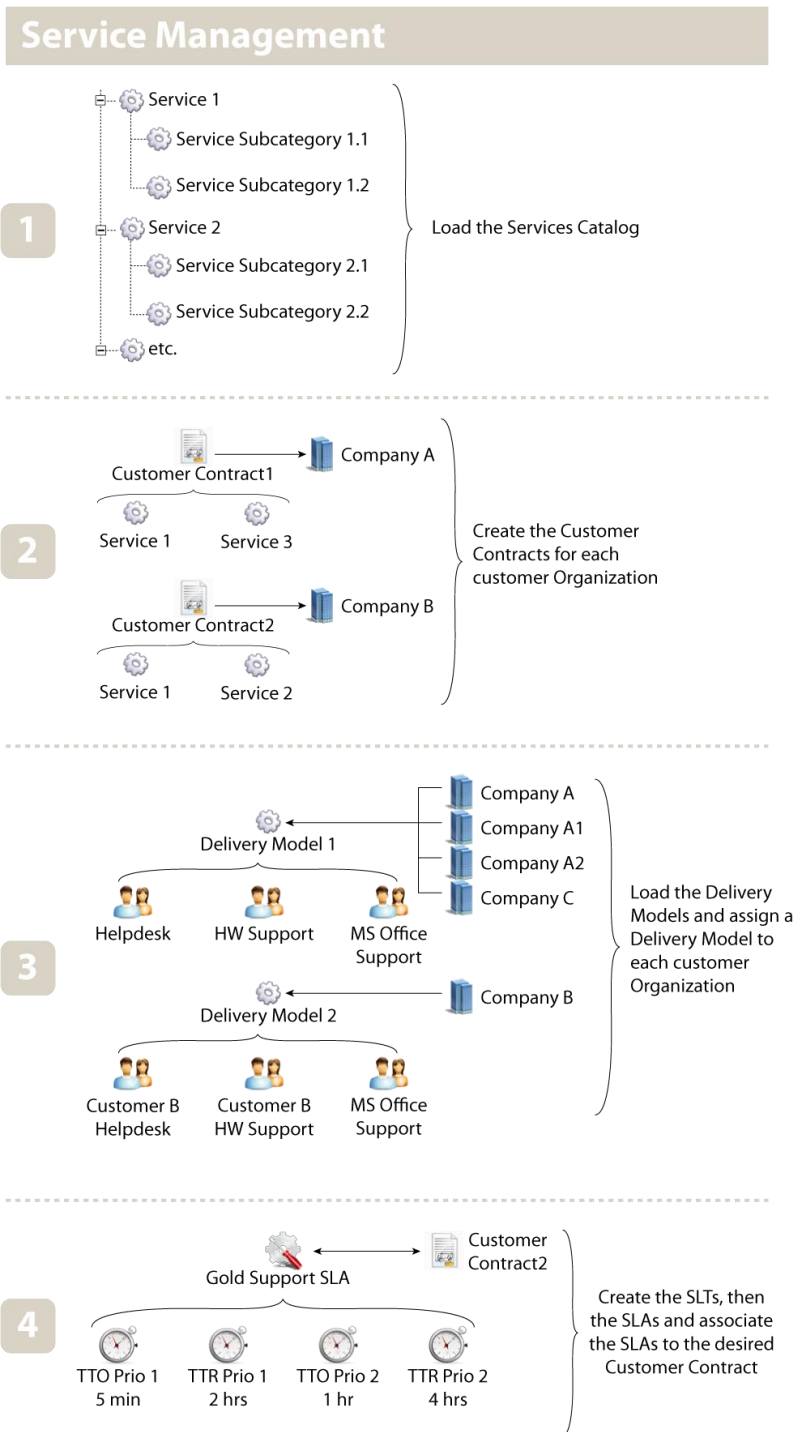 Service Management
1
Service 1
Service Subcategory 1.1
Service Subcategory 1.2
Service 2
Service Subcategory 2.1
Service Subcategory 2.2
etc.
Load the Services Catalog
2
Customer Contract1
Company A
Service 1
Service 3
Customer Contract2
Company B
Service 1
Service 2
Create the Customer
Contracts for each
customer Organization
3
Delivery Model 1
Company A
Company A1
Company A2
Company C
Helpdesk
HW Support
MS Office
Support
Delivery Model 2
Company B
Customer B
Helpdesk
Customer B
HW Support
MS Office
Support
Load the Delivery
Models and assign a
Delivery Model to
each customer
Organization
4
Gold Support SLA
Customer
Contract2
TTO Prio 1
5 min
TTR Prio 1
2 hrs
TTO Prio 2
1 hr
TTR Prio 2
4 hrs
Create the SLTs, then
the SLAs and associate
the SLAs to the desired
Customer Contract